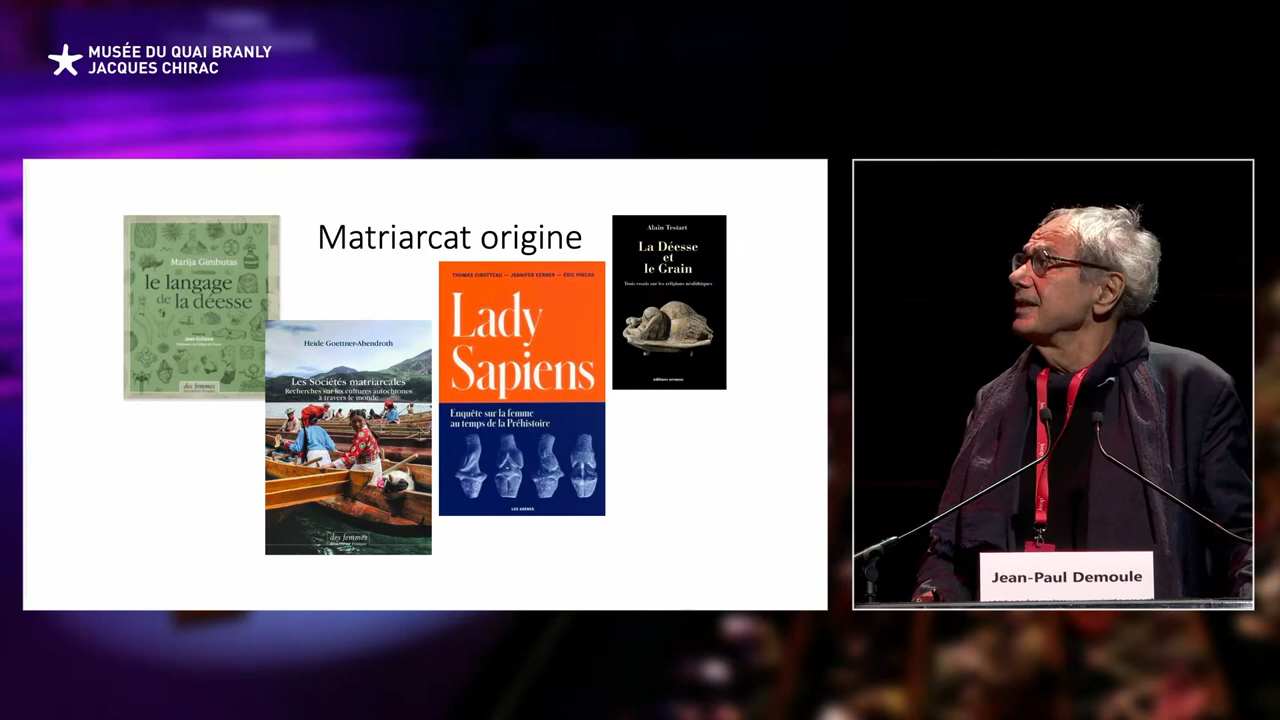 MUSÉE DU QUAI BRANLY
JACQUES CHIRAC
Matriarcat origine
Marija Gimbutas
le langage
de la déesse
des femmes
Heide Goettner-Abendroth
Les Sociétés matriarcales
Recherches sur les cultures autochtones
à travers le monde
des femmes
THOMAS CIROTTEAU — JENNIFER KERNER — ÉRIC PINCAS
Lady
Sapiens
Enquête sur la femme
au temps de la Préhistoire
LES ARÈNES
Alain Testart
La Déesse
et
le Grain
Trois essais sur les religions néolithiques
éditions errance
Jean-Paul Demoule